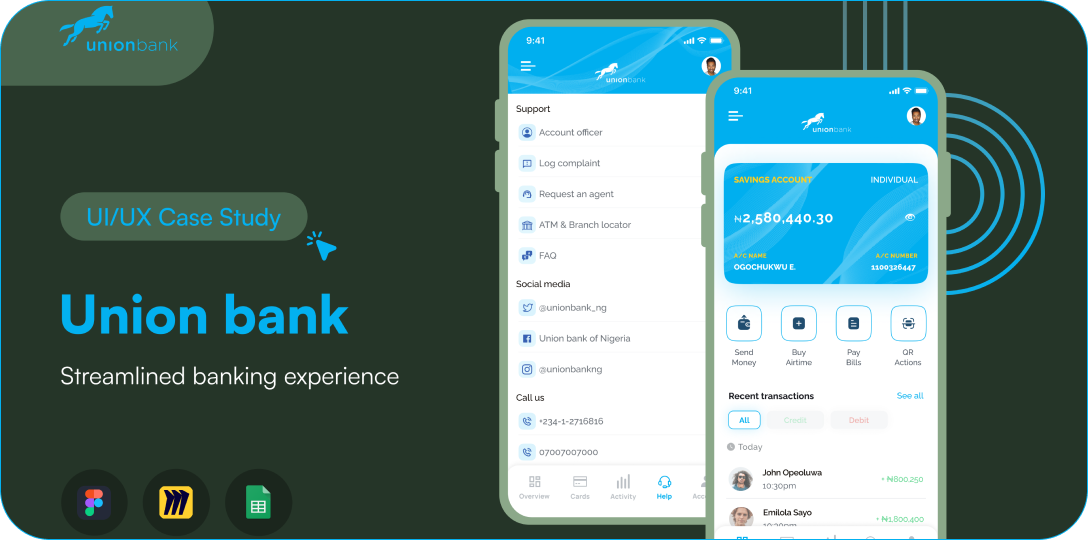 unionbank
UI/UX Case Study
Union bank
Streamlined banking experience
9:41
unionbank
Support
Account officer
Log complaint
Request an agent
ATM & Branch locator
FAQ
Social media
@unionbank_ng
Union bank of Nigeria
@unionbankng
Call us
+234-1-2716816
07007007000
Overview
Cards
Activity
Help
9:41
unionbank
SAVINGS ACCOUNT
INDIVIDUAL
₦2,580,440.30
A/C NAME
A/C NUMBER
OGOCHUKWU E.
1100326447
Send Money
Buy Airtime
Pay Bills
QR Actions
Recent transactions
See all
All
Credit
Debit
Today
John Opeoluwa
10:30pm
+ ₦800,250
Emilola Sayo
+ ₦1,800,400
10:30pm